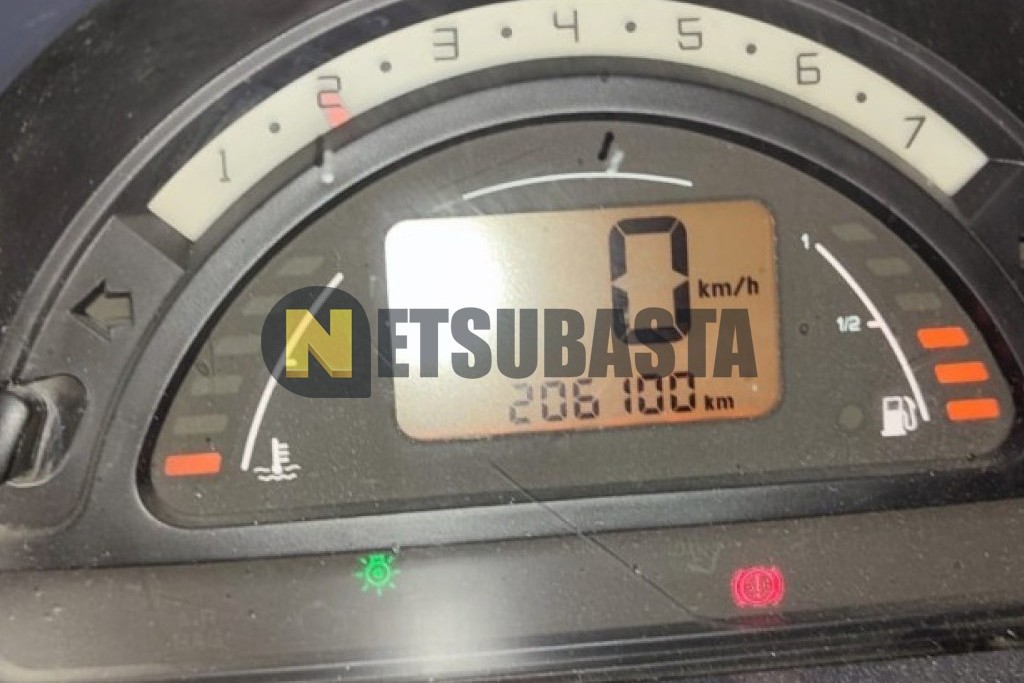 1 · 2 · 3 · 4 · 5 · 6 · 7
0 km/h
1
1/2
NETSUBASTA
206100 km